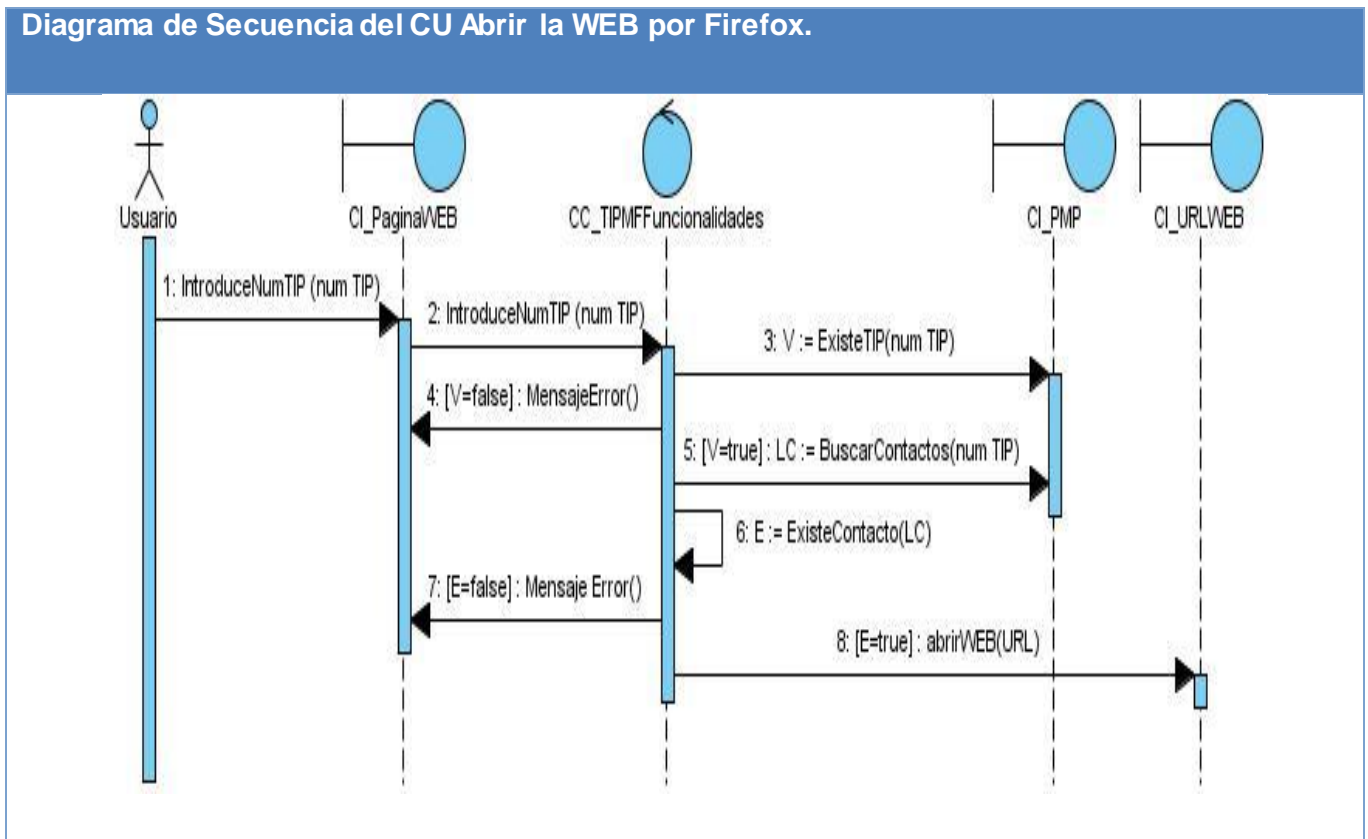 Diagrama de Secuencia del CU Abrir la WEB por Firefox.
Usuario
CI_PaginaWEB
CC_TIPMFFuncionalidades
CI_PMP
CI_URLWEB
1: IntroduceNumTIP (num TIP)
2: IntroduceNumTIP (num TIP)
3: V := ExisteTIP(num TIP)
4: [V=false] : MensajeError()
5: [V=true] : LC := BuscarContactos(num TIP)
6: E := ExisteContacto(LC)
7: [E=false] : Mensaje Error()
8: [E=true] : abrirWEB(URL)